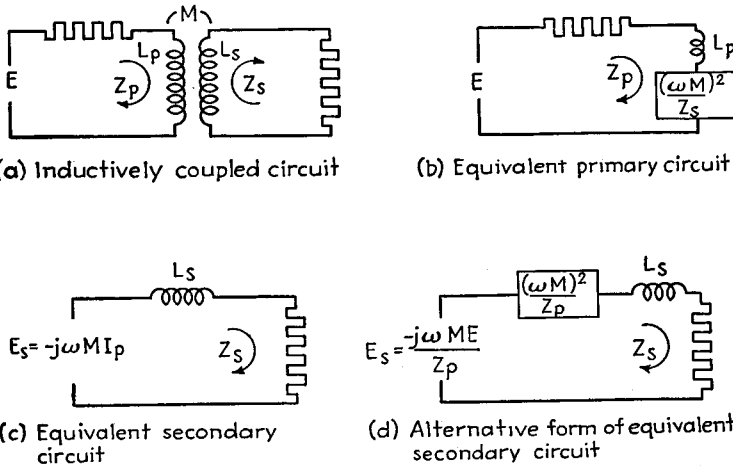 M
E
Lp
Ls
Zp
Zs
(a) Inductively coupled circuit
E
Zp
Lp
(ωM)²
Zs
(b) Equivalent primary circuit
Ls
Es=-jωMIp
Zs
(c) Equivalent secondary
circuit
(ωM)²
Zp
Ls
Es= -jωME
Zp
Zs
(d) Alternative form of equivalent
secondary circuit